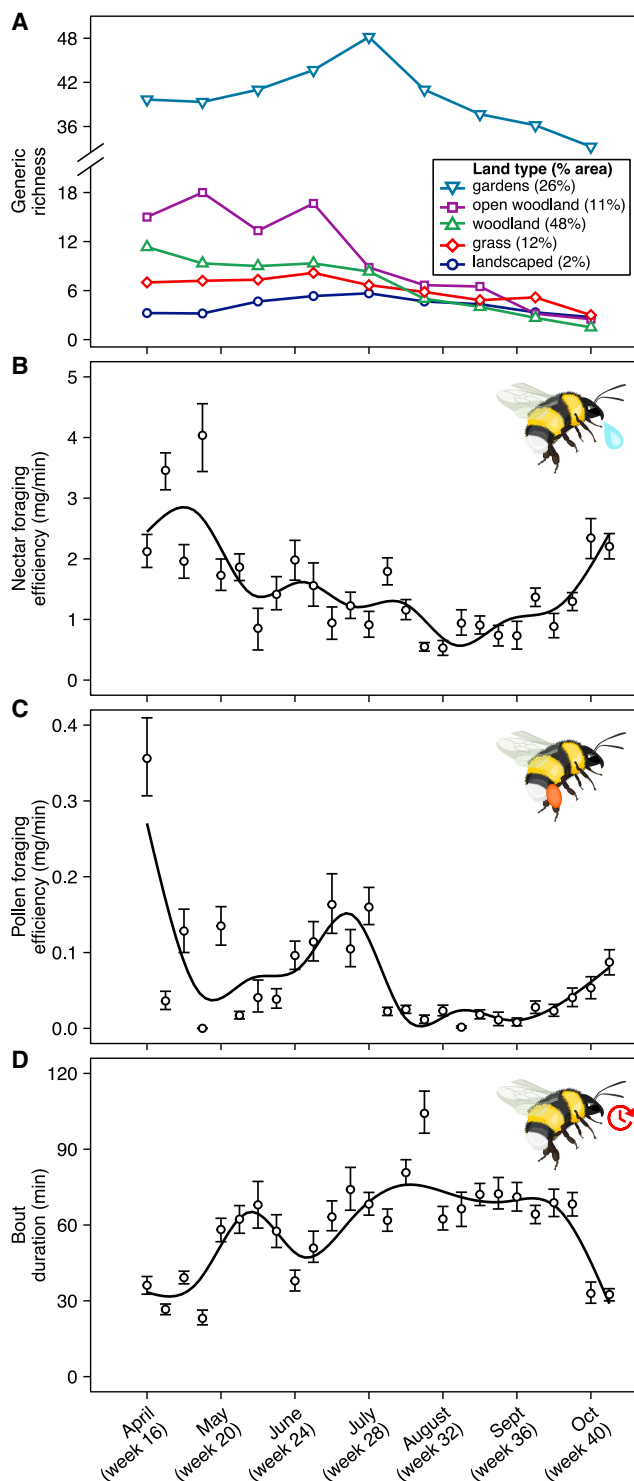 A
Generic
richness
48
42
36
18
12
6
0
Land type (% area)
gardens (26%)
open woodland (11%)
woodland (48%)
grass (12%)
landscaped (2%)
B
Nectar foraging
efficiency (mg/min)
5
4
3
2
1
0
C
Pollen foraging
efficiency (mg/min)
0.4
0.3
0.2
0.1
0.0
D
Bout
duration (min)
120
90
60
30
0
April
(week 16)
May
(week 20)
June
(week 24)
July
(week 28)
August
(week 32)
Sept
(week 36)
Oct
(week 40)